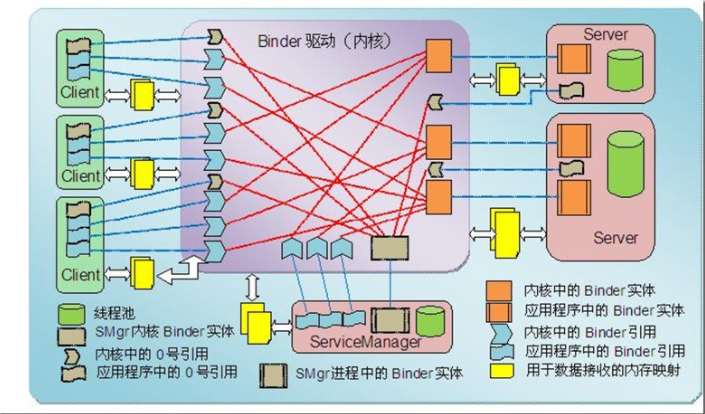 Binder 驱动（内核）
Server
Client
Client
Server
Client
ServiceManager
线程池
SMgr内核 Binder 实体
内核中的 0号引用
应用程序中的 0号引用
SMgr进程中的 Binder 实体
内核中的 Binder 实体
应用程序中的 Binder 实体
内核中的 Binder 引用
应用程序中的 Binder 引用
用于数据接收的内存映射